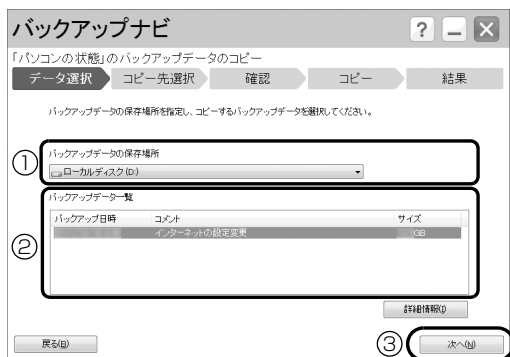 バックアップナビ
? - X
「パソコンの状態」のバックアップデータのコピー
データ選択 コピー先選択 確認 コピー 結果
バックアップデータの保存場所を指定し、コピーするバックアップデータを選択してください。
① バックアップデータの保存場所
ローカルディスク(D:)
② バックアップデータ一覧
バックアップ日時 コメント サイズ
インターネットの設定変更 GB
詳細情報(I)
戻る(B) ③ 次へ(N)